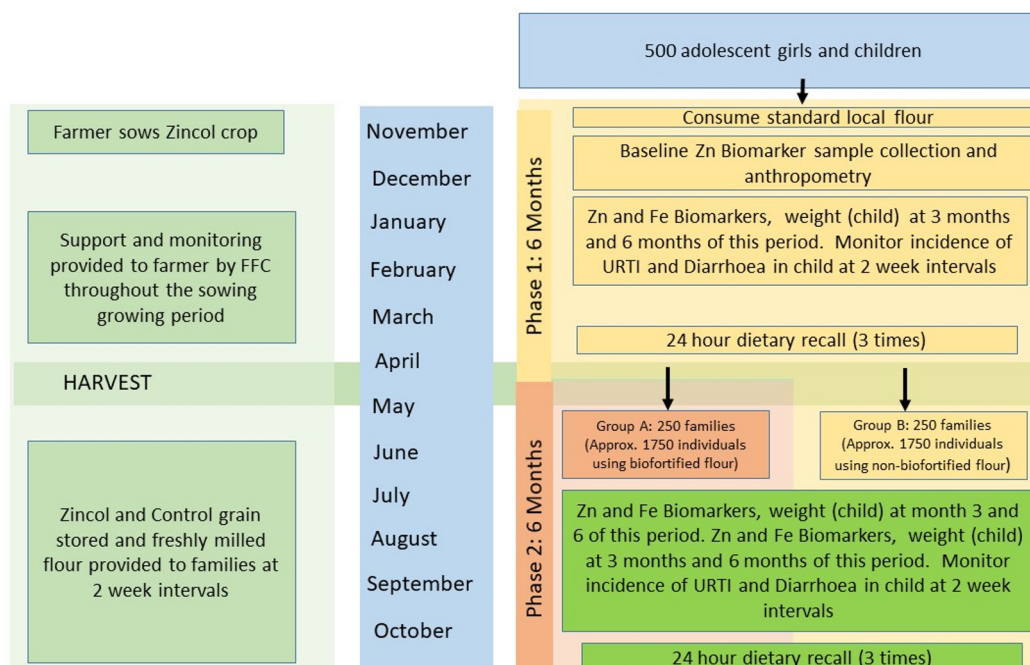 500 adolescent girls and children
Farmer sows Zincol crop
Support and monitoring
provided to farmer by FFC
throughout the sowing
growing period
HARVEST
Zincol and Control grain
stored and freshly milled
flour provided to families at
2 week intervals
November
December
January
February
March
April
May
June
July
August
September
October
Phase 1: 6 Months
Consume standard local flour
Baseline Zn Biomarker sample collection and
anthropometry
Zn and Fe Biomarkers, weight (child) at 3 months
and 6 months of this period. Monitor incidence of
URTI and Diarrhoea in child at 2 week intervals
24 hour dietary recall (3 times)
Phase 2: 6 Months
Group A: 250 families
(Approx. 1750 individuals
using biofortified flour)
Group B: 250 families
(Approx. 1750 individuals
using non-biofortified flour)
Zn and Fe Biomarkers, weight (child) at month 3 and
6 of this period. Zn and Fe Biomarkers, weight (child)
at 3 months and 6 months of this period. Monitor
incidence of URTI and Diarrhoea in child at 2 week
intervals
24 hour dietary recall (3 times)